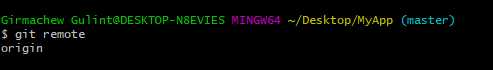 Girmachew Gulint@DESKTOP-N8EVIES MINGW64 ~/Desktop/MyApp (master)
$ git remote
origin